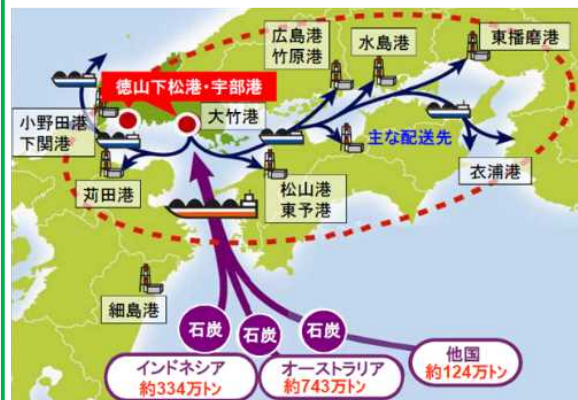 広島港
竹原港
水島港
東播磨港
徳山下松港・宇部港
小野田港
下関港
大竹港
主な配送先
衣浦港
苅田港
松山港
東予港
細島港
石炭
石炭
石炭
インドネシア
約334万トン
オーストラリア
約743万トン
他国
約124万トン